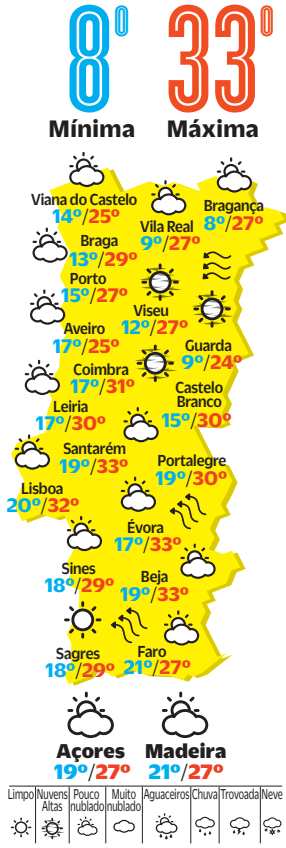 8º 33º
Mínima Máxima
Viana do Castelo
14º/25º
Bragança
8º/27º
Vila Real
9º/27º
Braga
13º/29º
Porto
15º/27º
Viseu
12º/27º
Aveiro
17º/25º
Guarda
9º/24º
Coimbra
17º/31º
Castelo
Branco
15º/30º
Leiria
17º/30º
Santarém
19º/33º
Portalegre
19º/30º
Lisboa
20º/32º
Évora
17º/33º
Sines
18º/29º
Beja
19º/33º
Sagres
18º/29º
Faro
21º/27º
Açores
19º/27º
Madeira
21º/27º
Limpo
Nuvens
Altas
Pouco
nublado
Muito
nublado
Aguaceiros
Chuva
Trovoada
Neve